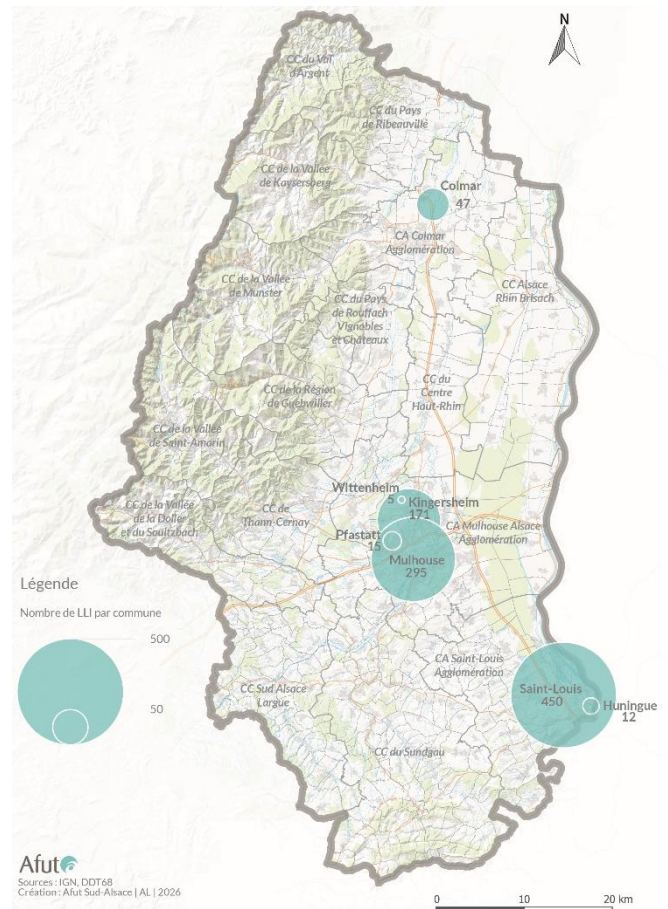 N
CC du Val
d'Argent
CC du Pays
de Ribeauvillé
CC de la Vallée
de Kaysersberg
Colmar
47
CA Colmar
Agglomération
CC de la Vallée
de Munster
CC du Pays
de Rouffach
Vignobles
et Châteaux
CC Alsace
Rhin Brisach
CC de la Région
de Guebwiller
CC du
Centre
Haut-Rhin
CC de la Vallée
de Saint-Amarin
Wittenheim
5
Kingersheim
171
CC de la Vallée
de la Doller
et du Soultzbach
CC de
Thann-Cernay
Pfastatt
15
CA Mulhouse Alsace
Agglomération
Mulhouse
295
Légende
Nombre de LLI par commune
500
50
CA Saint-Louis
Agglomération
Saint-Louis
450
Huningue
12
CC Sud Alsace
Largue
CC du Sundgau
Afut
Sources : IGN, DDT68
Création : Afut Sud-Alsace | AL | 2026
0 10 20 km